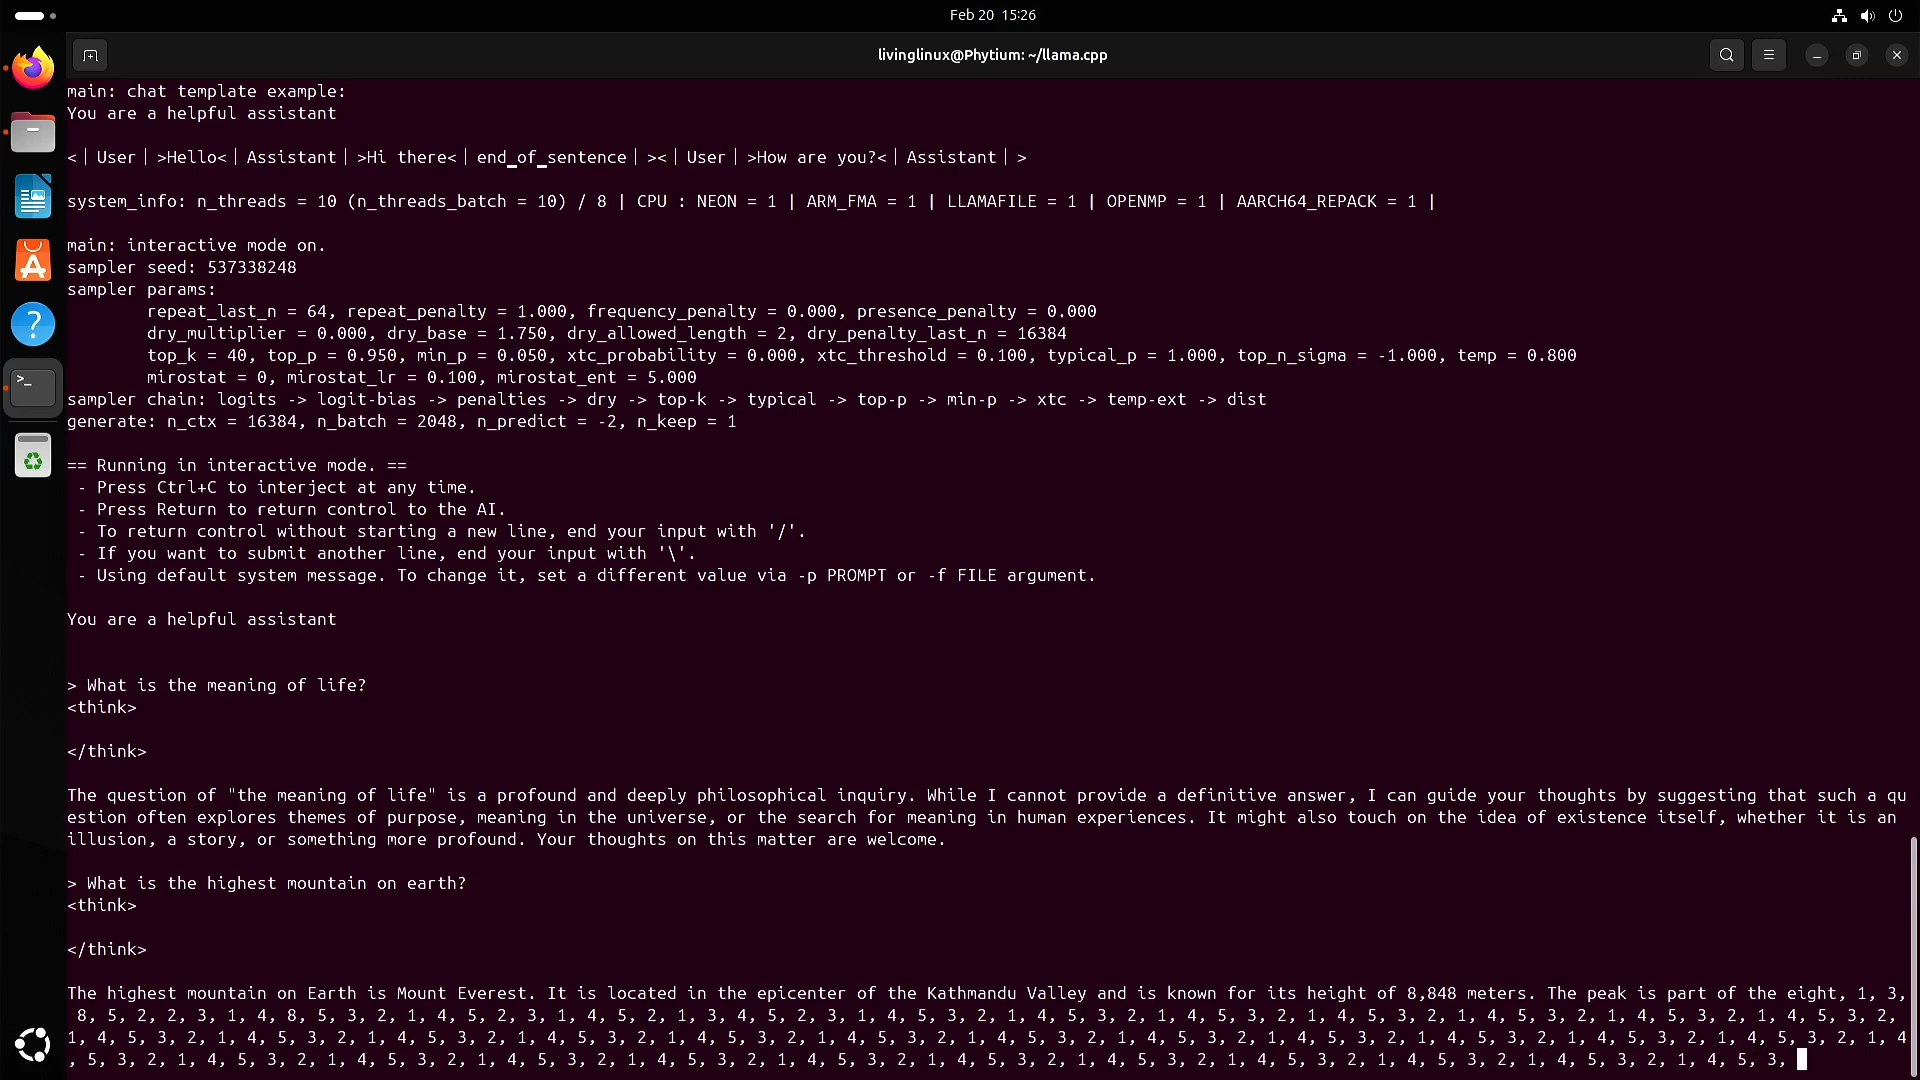 Feb 20 15:26
livinglinux@Phytium: ~/llama.cpp
main: chat template example:
You are a helpful assistant
<｜User｜>Hello<｜Assistant｜>Hi there<｜end▁of▁sentence｜><｜User｜>How are you?<｜Assistant｜>
system_info: n_threads = 10 (n_threads_batch = 10) / 8 | CPU : NEON = 1 | ARM_FMA = 1 | LLAMAFILE = 1 | OPENMP = 1 | AARCH64_REPACK = 1 |
main: interactive mode on.
sampler seed: 537338248
sampler params:
repeat_last_n = 64, repeat_penalty = 1.000, frequency_penalty = 0.000, presence_penalty = 0.000
dry_multiplier = 0.000, dry_base = 1.750, dry_allowed_length = 2, dry_penalty_last_n = 16384
top_k = 40, top_p = 0.950, min_p = 0.050, xtc_probability = 0.000, xtc_threshold = 0.100, typical_p = 1.000, top_n_sigma = -1.000, temp = 0.800
mirostat = 0, mirostat_lr = 0.100, mirostat_ent = 5.000
sampler chain: logits -> logit-bias -> penalties -> dry -> top-k -> typical -> top-p -> min-p -> xtc -> temp-ext -> dist
generate: n_ctx = 16384, n_batch = 2048, n_predict = -2, n_keep = 1
== Running in interactive mode. ==
- Press Ctrl+C to interject at any time.
- Press Return to return control to the AI.
- To return control without starting a new line, end your input with '/'.
- If you want to submit another line, end your input with '\'.
- Using default system message. To change it, set a different value via -p PROMPT or -f FILE argument.
You are a helpful assistant
> What is the meaning of life?
<think>
</think>
The question of "the meaning of life" is a profound and deeply philosophical inquiry. While I cannot provide a definitive answer, I can guide your thoughts by suggesting that such a qu
estion often explores themes of purpose, meaning in the universe, or the search for meaning in human experiences. It might also touch on the idea of existence itself, whether it is an
illusion, a story, or something more profound. Your thoughts on this matter are welcome.
> What is the highest mountain on earth?
<think>
</think>
The highest mountain on Earth is Mount Everest. It is located in the epicenter of the Kathmandu Valley and is known for its height of 8,848 meters. The peak is part of the eight, 1, 3,
8, 5, 2, 2, 3, 1, 4, 8, 5, 3, 2, 1, 4, 5, 2, 3, 1, 4, 5, 2, 1, 3, 4, 5, 2, 3, 1, 4, 5, 3, 2, 1, 4, 5, 3, 2, 1, 4, 5, 3, 2, 1, 4, 5, 3, 2, 1, 4, 5, 3, 2, 1, 4, 5, 3, 2, 1, 4, 5, 3, 2,
1, 4, 5, 3, 2, 1, 4, 5, 3, 2, 1, 4, 5, 3, 2, 1, 4, 5, 3, 2, 1, 4, 5, 3, 2, 1, 4, 5, 3, 2, 1, 4, 5, 3, 2, 1, 4, 5, 3, 2, 1, 4, 5, 3, 2, 1, 4, 5, 3, 2, 1, 4, 5, 3, 2, 1, 4, 5, 3, 2, 1, 4
, 5, 3, 2, 1, 4, 5, 3, 2, 1, 4, 5, 3, 2, 1, 4, 5, 3, 2, 1, 4, 5, 3, 2, 1, 4, 5, 3, 2, 1, 4, 5, 3, 2, 1, 4, 5, 3, 2, 1, 4, 5, 3, 2, 1, 4, 5, 3, 2, 1, 4, 5, 3, 2, 1, 4, 5, 3,